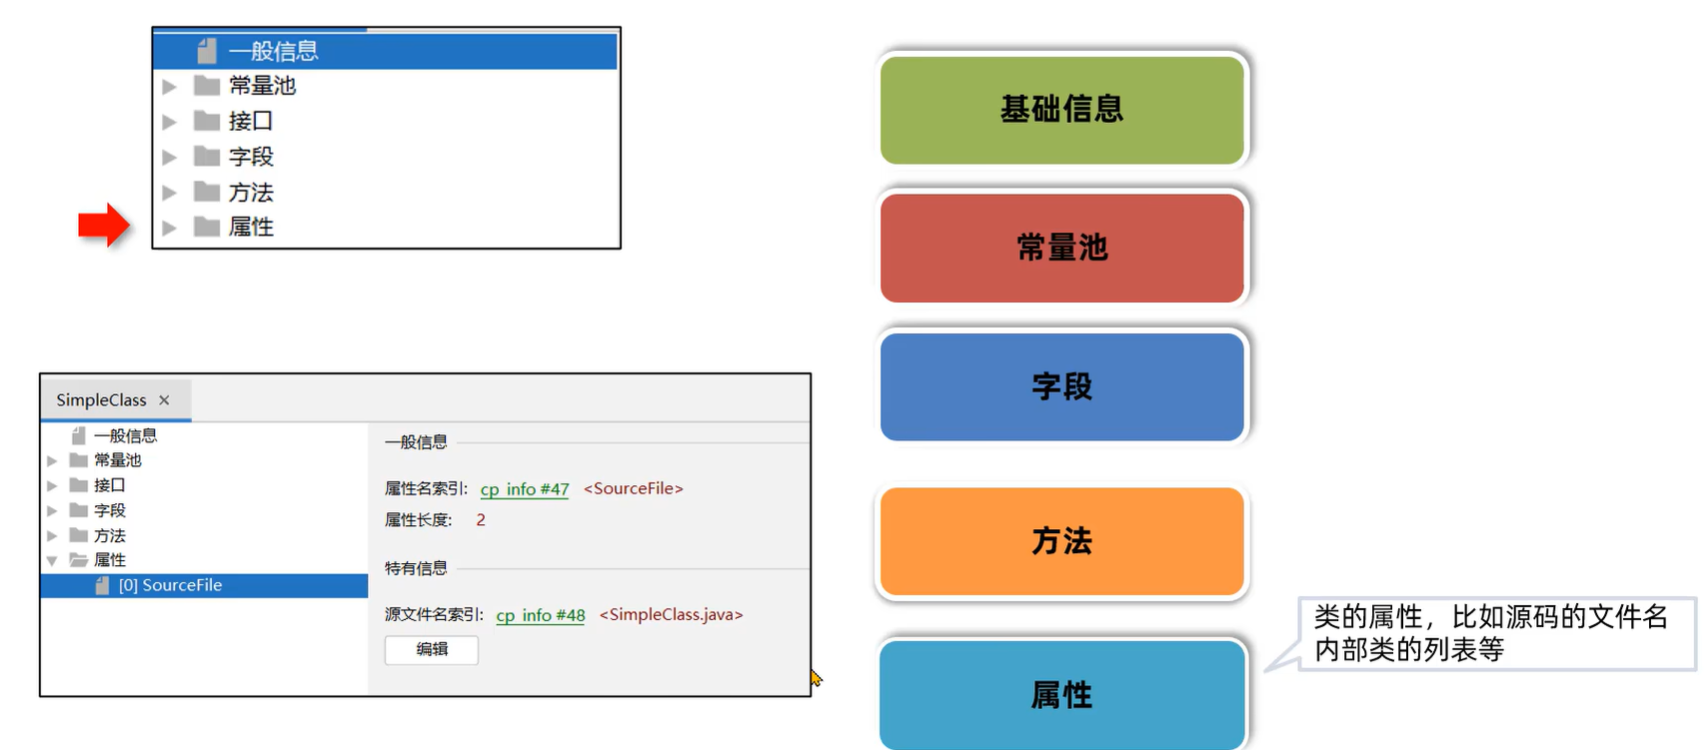 一般信息
常量池
接口
字段
方法
属性
SimpleClass ×
一般信息
常量池
接口
字段
方法
属性
[0] SourceFile
一般信息
属性名索引: cp_info #47 <SourceFile>
属性长度: 2
特有信息
源文件名索引: cp_info #48 <SimpleClass.java>
编辑
基础信息
常量池
字段
方法
属性
类的属性，比如源码的文件名
内部类的列表等